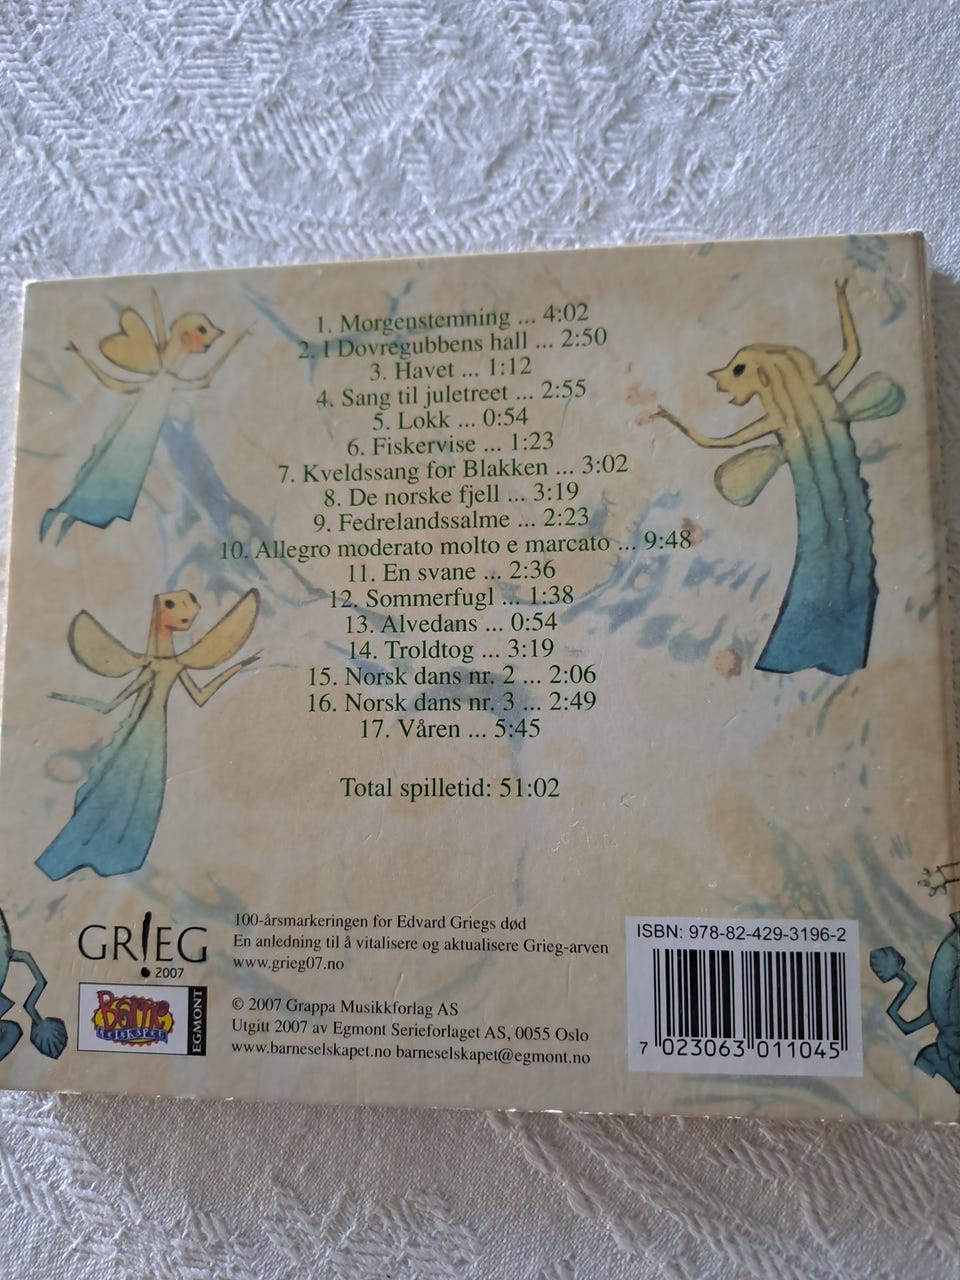 1. Morgenstemning ... 4:02
2. I Dovregubbens hall ... 2:50
3. Havet ... 1:12
4. Sang til juletreet ... 2:55
5. Lokk ... 0:54
6. Fiskervise ... 1:23
7. Kveldssang for Blakken ... 3:02
8. De norske fjell ... 3:19
9. Fedrelandssalme ... 2:23
10. Allegro moderato molto e marcato ... 9:48
11. En svane ... 2:36
12. Sommerfugl ... 1:38
13. Alvedans ... 0:54
14. Troldtog ... 3:19
15. Norsk dans nr. 2 ... 2:06
16. Norsk dans nr. 3 ... 2:49
17. Våren ... 5:45
Total spilletid: 51:02
GR!EG
2007
100-årsmarkeringen for Edvard Griegs død
En anledning til å vitalisere og aktualisere Grieg-arven
www.grieg07.no
Barne
selskapet
EGMONT
© 2007 Grappa Musikkforlag AS
Utgitt 2007 av Egmont Serieforlaget AS, 0055 Oslo
www.barneselskapet.no barneselskapet@egmont.no
ISBN: 978-82-429-3196-2
7 023063 011045